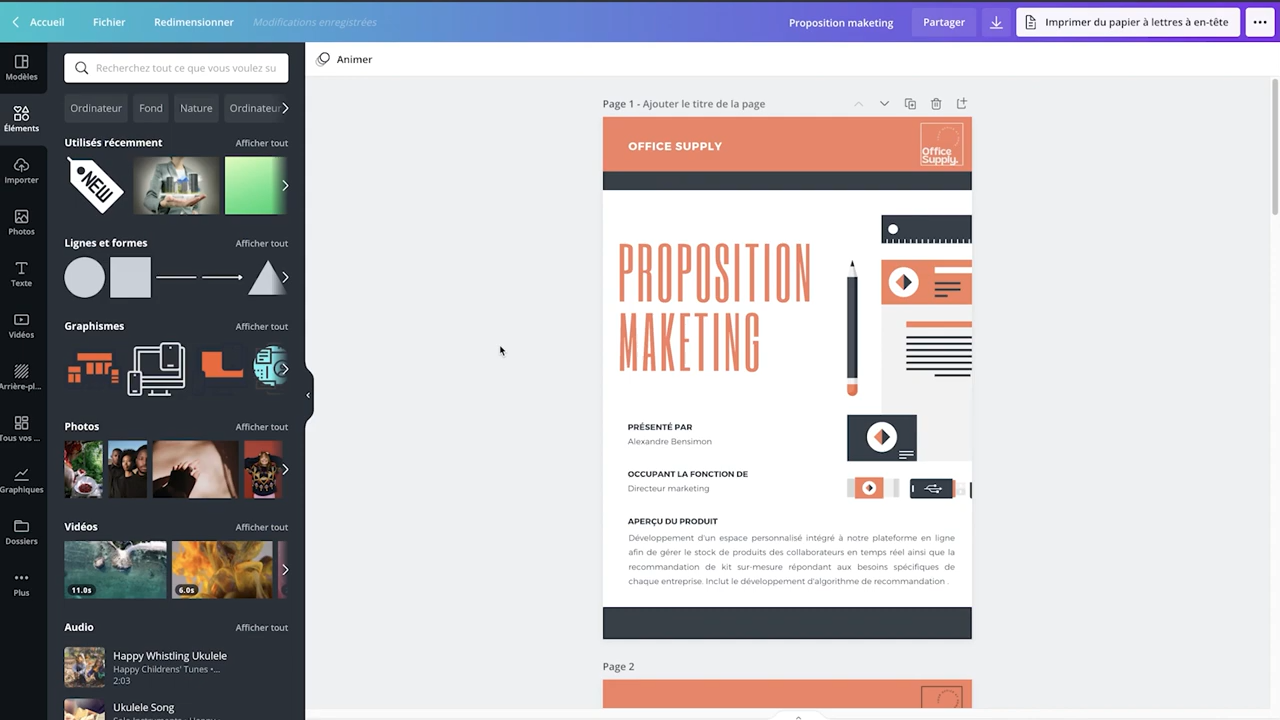 Accueil
Fichier
Redimensionner
Modifications enregistrées
Proposition maketing
Partager
Imprimer du papier à lettres à en-tête
Modèles
Éléments
Importer
Photos
Texte
Vidéos
Arrière-pl...
Tous vos ...
Graphiques
Dossiers
Plus
Recherchez tout ce que vous voulez su
Ordinateur
Fond
Nature
Ordinateur
Utilisés récemment
Afficher tout
NEW
Lignes et formes
Afficher tout
Graphismes
Afficher tout
Photos
Afficher tout
Vidéos
Afficher tout
11.0s
6.0s
Audio
Afficher tout
Happy Whistling Ukulele
Happy Childrens' Tunes •...
2:03
Ukulele Song
Animer
Page 1 - Ajouter le titre de la page
OFFICE SUPPLY
Office
Supply.
PROPOSITION
MAKETING
PRÉSENTÉ PAR
Alexandre Bensimon
OCCUPANT LA FONCTION DE
Directeur marketing
APERÇU DU PRODUIT
Développement d'un espace personnalisé intégré à notre plateforme en ligne
afin de gérer le stock de produits des collaborateurs en temps réel ainsi que la
recommandation de kit sur-mesure répondant aux besoins spécifiques de
chaque entreprise. Inclut le développement d'algorithme de recommandation .
Page 2